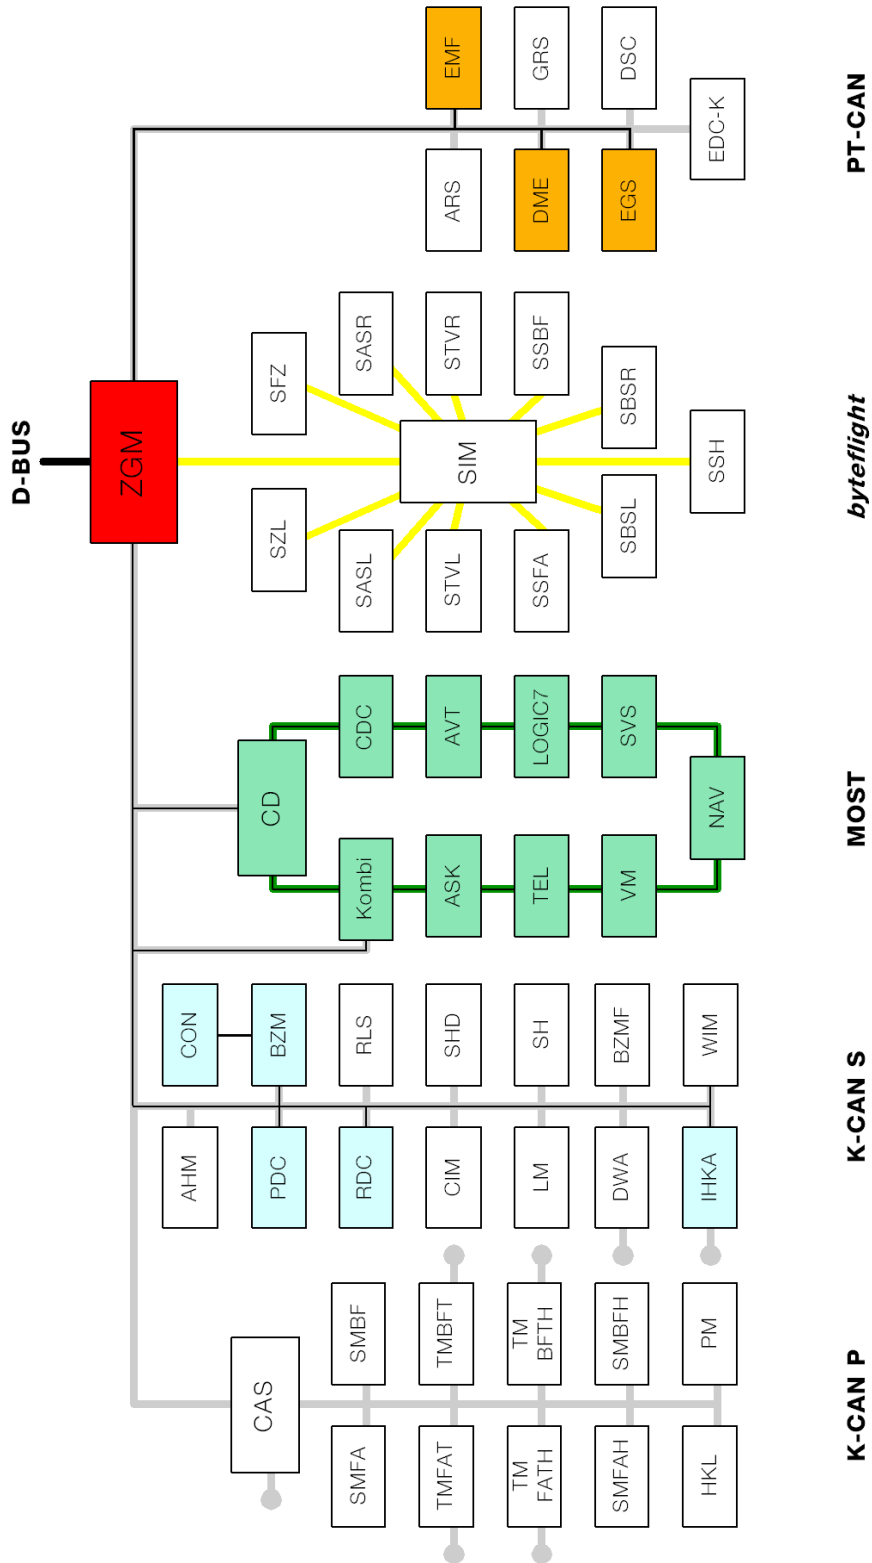 D-BUS
ZGM
AHM
CON
CAS
PDC
BZM
CD
SZL
SFZ
SMFA
SMBF
RDC
RLS
Kombi
CDC
SASL
SASR
TMFAT
TMBFT
CIM
SHD
ASK
AVT
STVL
SIM
STVR
ARS
EMF
TM
FATH
TM
BFTH
LM
SH
TEL
LOGIC7
SSFA
SSBF
DME
GRS
SMFAH
SMBFH
DWA
BZMF
VM
SVS
SBSL
SBSR
EGS
DSC
HKL
PM
IHKA
WIM
NAV
SSH
EDC-K
K-CAN P
K-CAN S
MOST
byteflight
PT-CAN